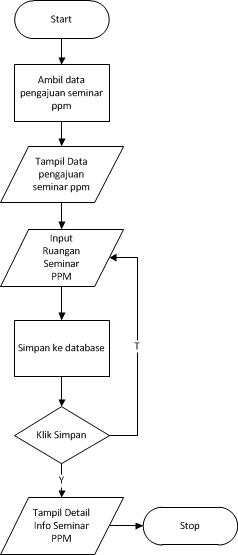 Start
Ambil data
pengajuan seminar
ppm
Tampil Data
pengajuan
seminar ppm
Input
Ruangan
Seminar
PPM
Simpan ke database
T
Klik Simpan
Y
Tampil Detail
Info Seminar
PPM
Stop